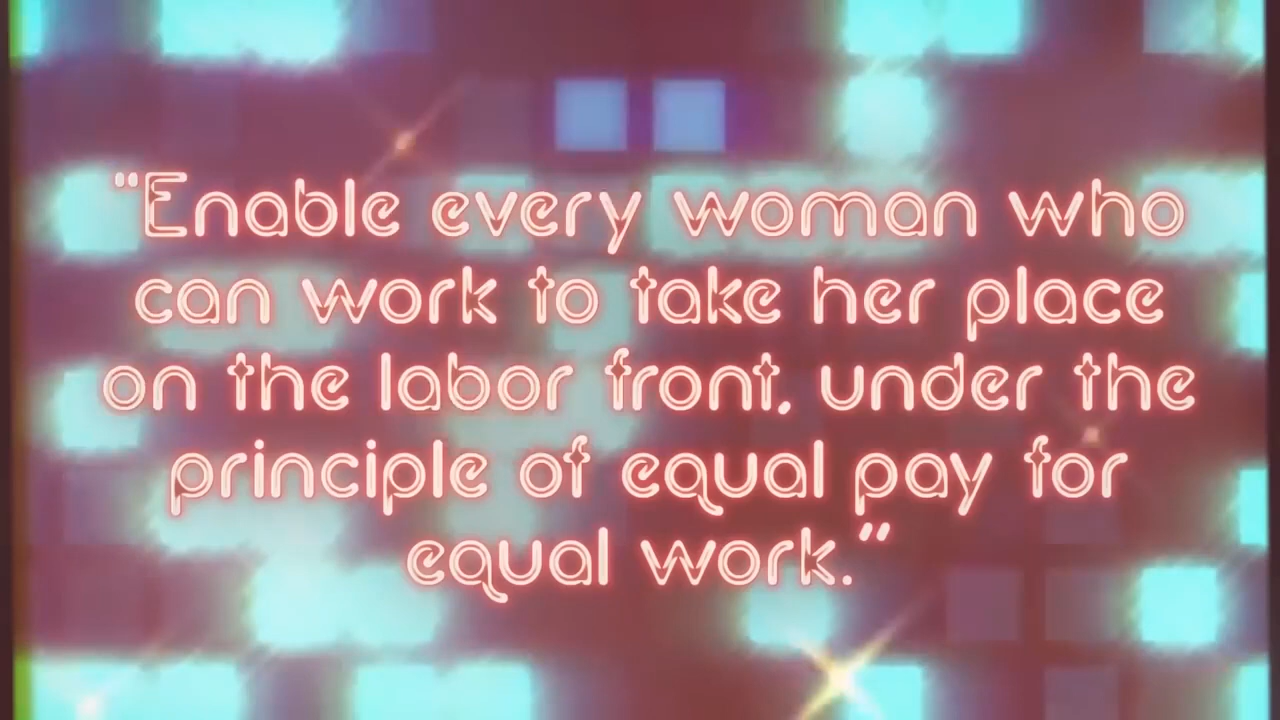 “Enable every woman who
can work to take her place
on the labor front, under the
principle of equal pay for
equal work.”